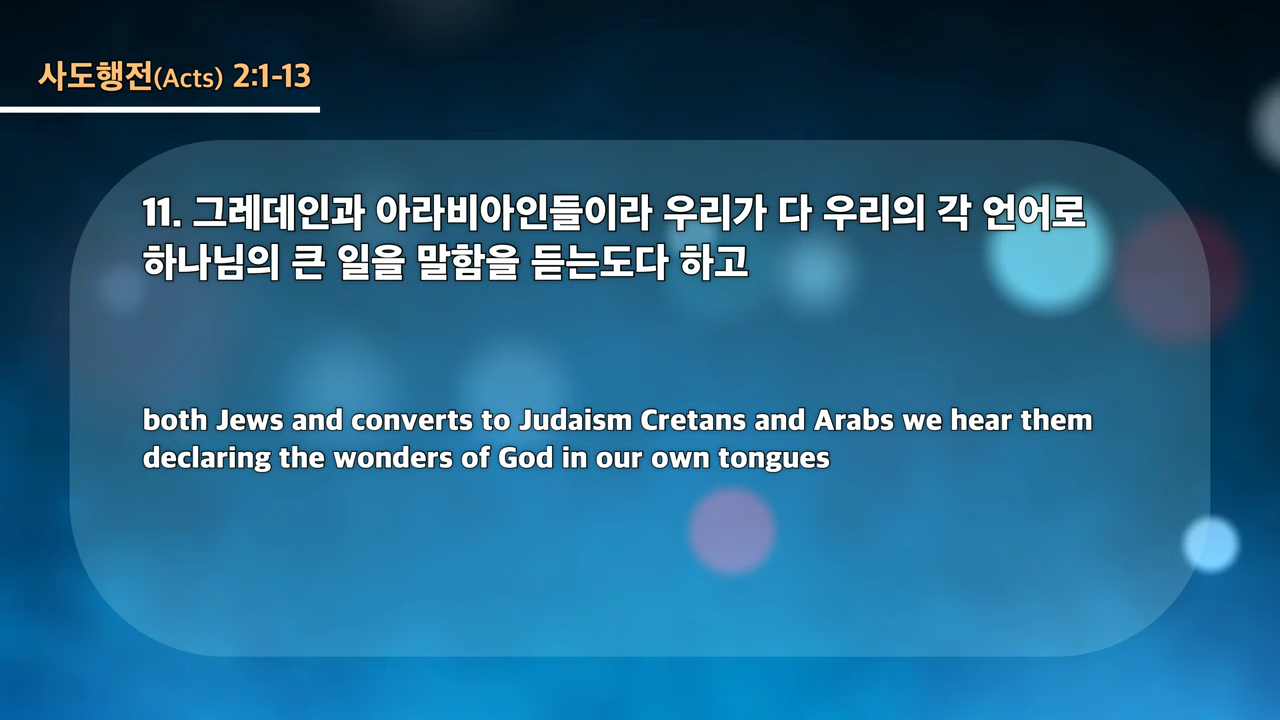 사도행전(Acts) 2:1-13
11. 그레데인과 아라비아인들이라 우리가 다 우리의 각 언어로
하나님의 큰 일을 말함을 듣는도다 하고
both Jews and converts to Judaism Cretans and Arabs we hear them
declaring the wonders of God in our own tongues